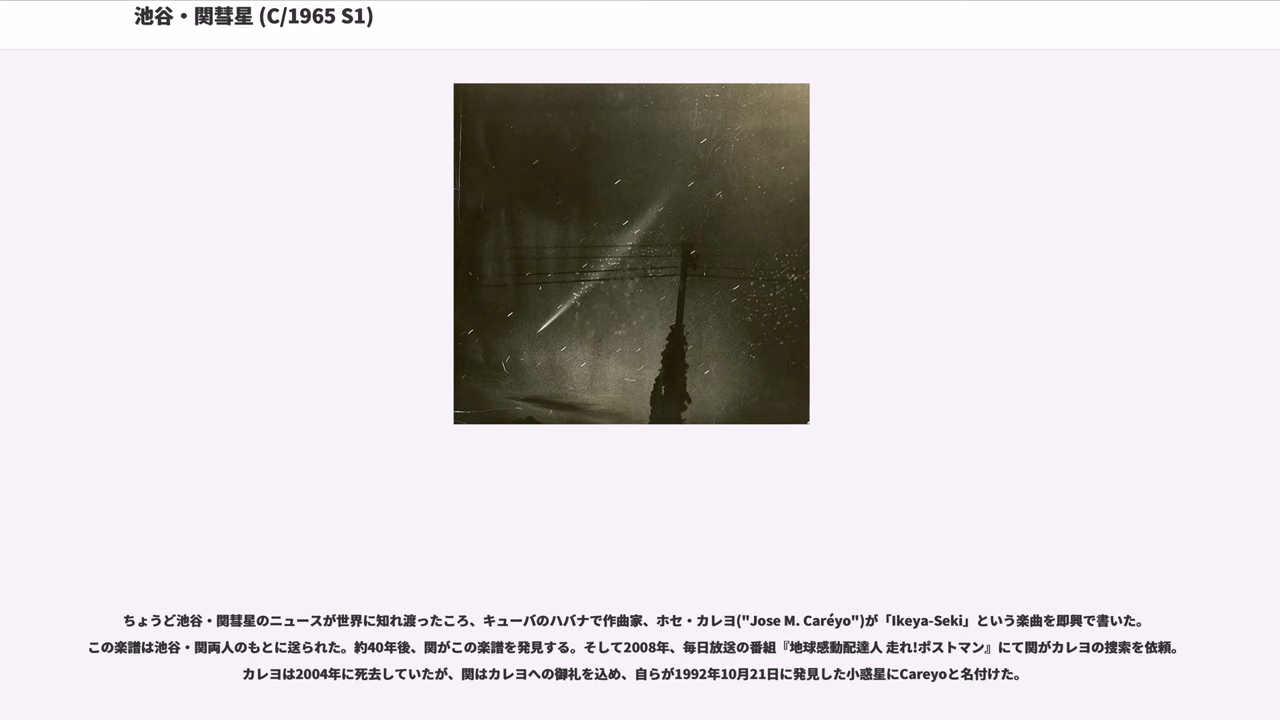 池谷・関彗星 (C/1965 S1)
ちょうど池谷・関彗星のニュースが世界に知れ渡ったころ、キューバのハバナで作曲家、ホセ・カレヨ("Jose M. Caréyo")が「Ikeya-Seki」という楽曲を即興で書いた。
この楽譜は池谷・関両人のもとに送られた。約40年後、関がこの楽譜を発見する。そして2008年、毎日放送の番組『地球感動配達人 走れ!ポストマン』にて関がカレヨの捜索を依頼。
カレヨは2004年に死去していたが、関はカレヨへの御礼を込め、自らが1992年10月21日に発見した小惑星にCareyoと名付けた。